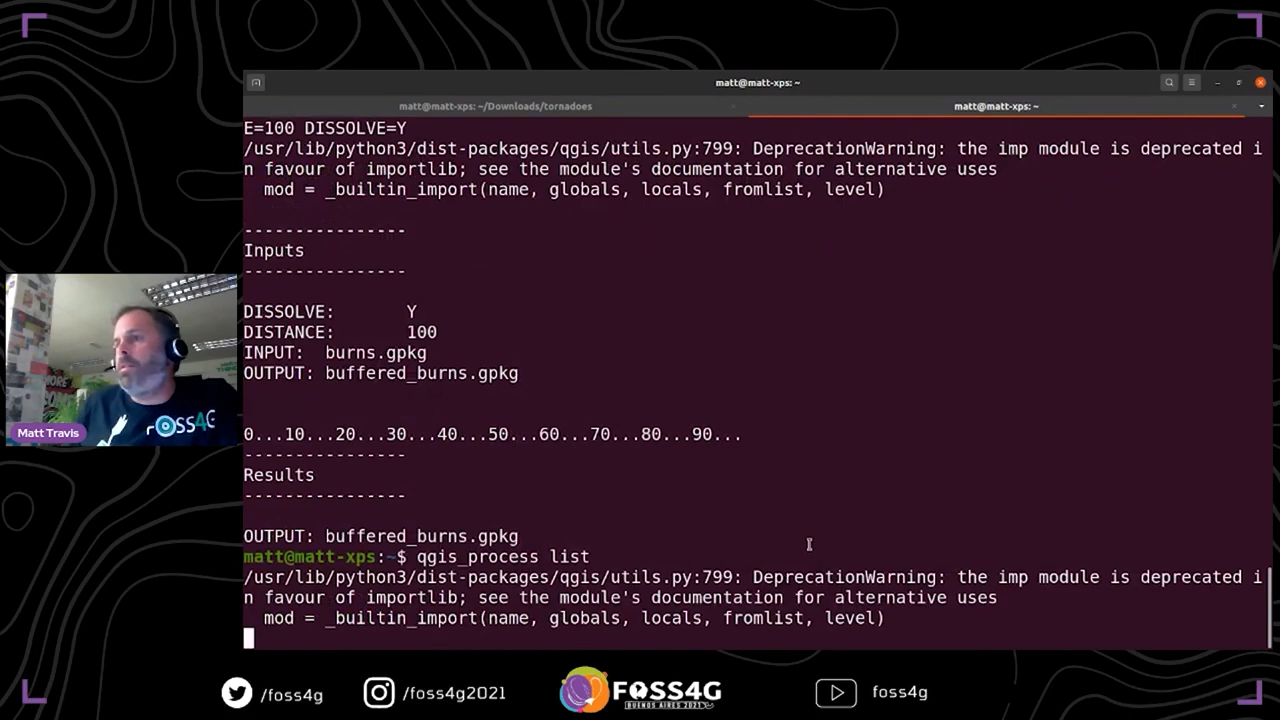 matt@matt-xps: ~
matt@matt-xps: ~/Downloads/tornadoes
matt@matt-xps: ~
E=100 DISSOLVE=Y
/usr/lib/python3/dist-packages/qgis/utils.py:799: DeprecationWarning: the imp module is deprecated i
n favour of importlib; see the module's documentation for alternative uses
  mod = _builtin_import(name, globals, locals, fromlist, level)
----------------
Inputs
----------------
DISSOLVE:	Y
DISTANCE:	100
INPUT:	burns.gpkg
OUTPUT:	buffered_burns.gpkg
0...10...20...30...40...50...60...70...80...90...
----------------
Results
----------------
OUTPUT:	buffered_burns.gpkg
matt@matt-xps:~$ qgis_process list
/usr/lib/python3/dist-packages/qgis/utils.py:799: DeprecationWarning: the imp module is deprecated i
n favour of importlib; see the module's documentation for alternative uses
  mod = _builtin_import(name, globals, locals, fromlist, level)
FOSS4G
Matt Travis
/foss4g
/foss4g2021
FOSS4G
BUENOS AIRES 2021
foss4g